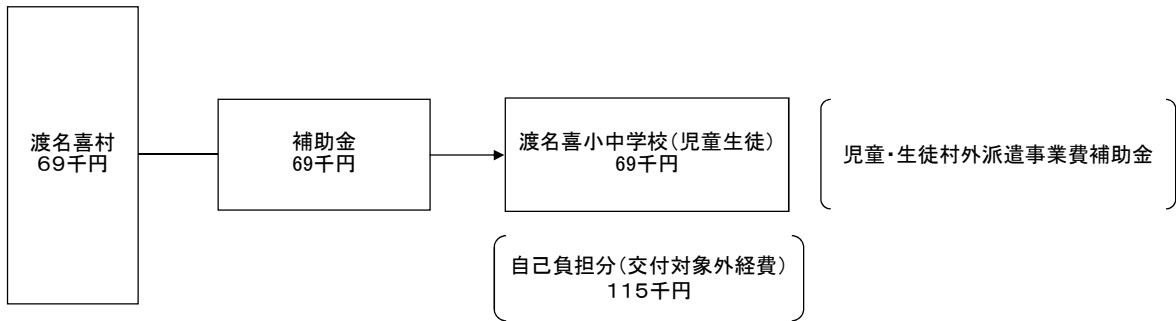 渡名喜村
６９千円
補助金
69千円
渡名喜小中学校（児童生徒）
69千円
児童・生徒村外派遣事業費補助金
自己負担分（交付対象外経費）
１１５千円